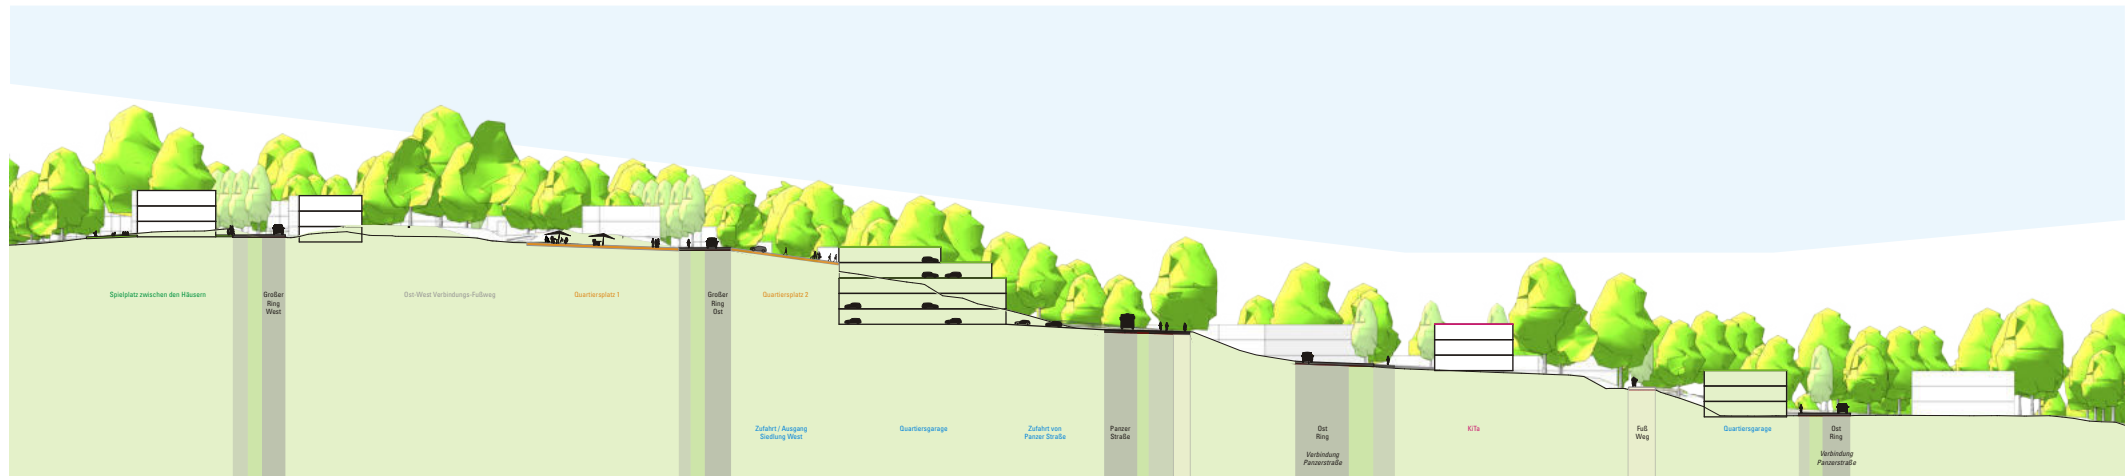 Spielplatz zwischen den Häusern
Großer
Ring
West
Ost-West Verbindungs-Fußweg
Quartiersplatz 1
Großer
Ring
Ost
Quartiersplatz 2
Zufahrt / Ausgang
Siedlung West
Quartiersgarage
Zufahrt von
Panzer Straße
Panzer
Straße
Ost
Ring
Verbindung
Panzerstraße
KiTa
Fuß
Weg
Quartiersgarage
Ost
Ring
Verbindung
Panzerstraße